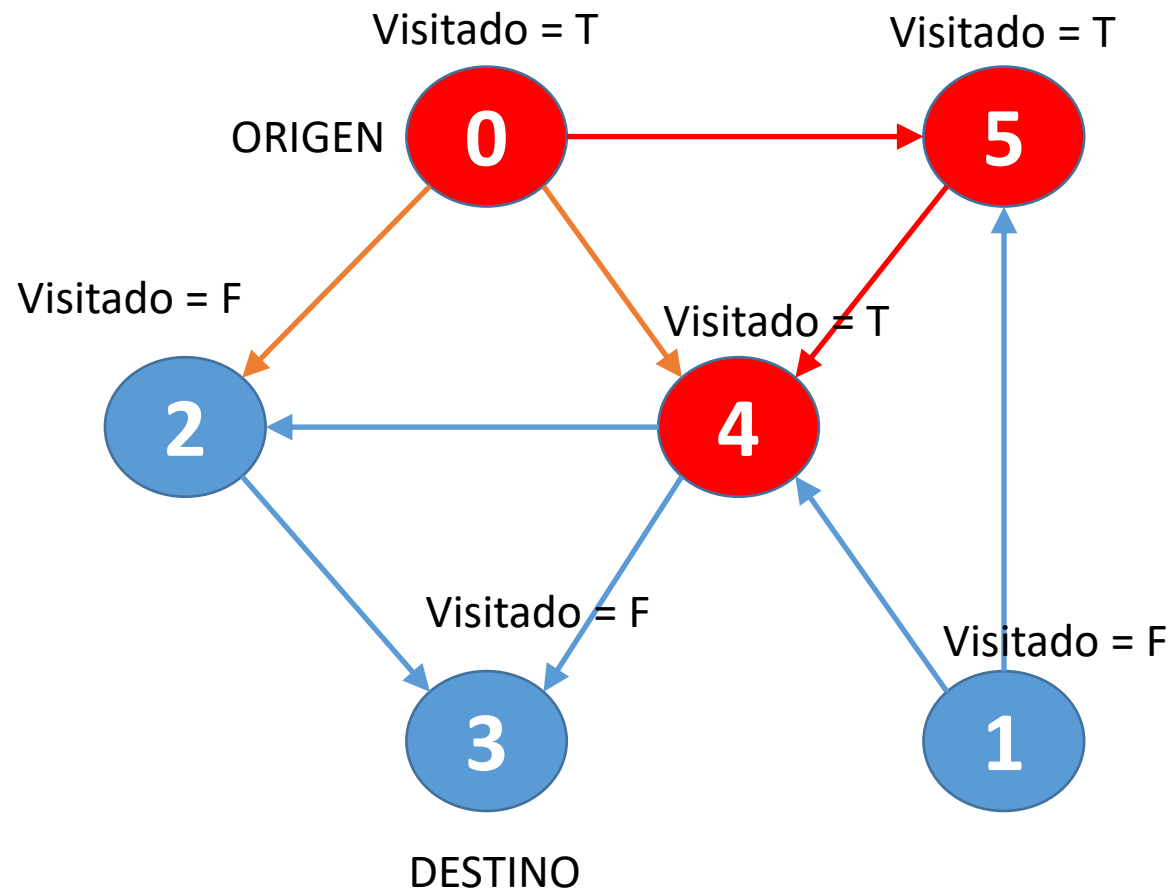 Visitado = T
Visitado = T
ORIGEN
0
5
Visitado = F
Visitado = T
2
4
Visitado = F
Visitado = F
3
1
DESTINO